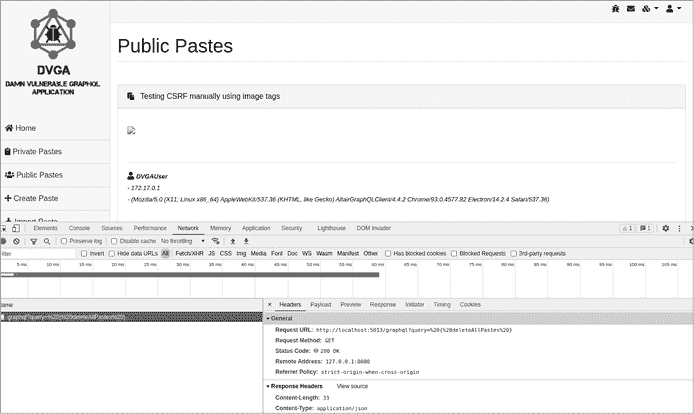 DVGA
DAMN VULNERABLE GRAPHQL
APPLICATION
Home
Private Pastes
Public Pastes
Create Paste
Import Paste
Public Pastes
Testing CSRF manually using image tags
DVGAUser
- 172.17.0.1
- (Mozilla/5.0 (X11; Linux x86_64) AppleWebKit/537.36 (KHTML, like Gecko) AltairGraphQLClient/4.4.2 Chrome/93.0.4577.82 Electron/14.2.4 Safari/537.36)
Elements Console Sources Performance Network Memory Application Security Lighthouse DOM Invader 1 1
Preserve log Disable cache No throttling
Invert Hide data URLs All Fetch/XHR JS CSS Img Media Font Doc WS Wasm Manifest Other Has blocked cookies Blocked Requests 3rd-party requests
5 ms 10 ms 15 ms 20 ms 25 ms 30 ms 35 ms 40 ms 45 ms 50 ms 55 ms 60 ms 65 ms 70 ms 75 ms 80 ms 85 ms 90 ms 95 ms 100 ms 105 ms
ame
× Headers Payload Preview Response Initiator Timing Cookies
General
Request URL: http://localhost:5013/graphql?query=%20{%20deleteAllPastes%20}
Request Method: GET
Status Code: 200 OK
Remote Address: 127.0.0.1:8080
Referrer Policy: strict-origin-when-cross-origin
Response Headers View source
Content-Length: 33
Content-Type: application/json